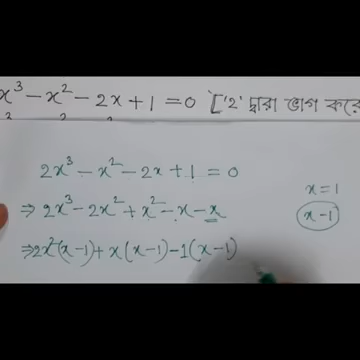 x³ − x² − 2x + 1 = 0 ['2' দ্বারা ভাগ করে
2x³ − x² − 2x + 1 = 0
⇒ 2x³ − 2x² + x² − x − x
x = 1
x − 1
⇒ 2x²(x − 1) + x(x − 1) − 1(x − 1)